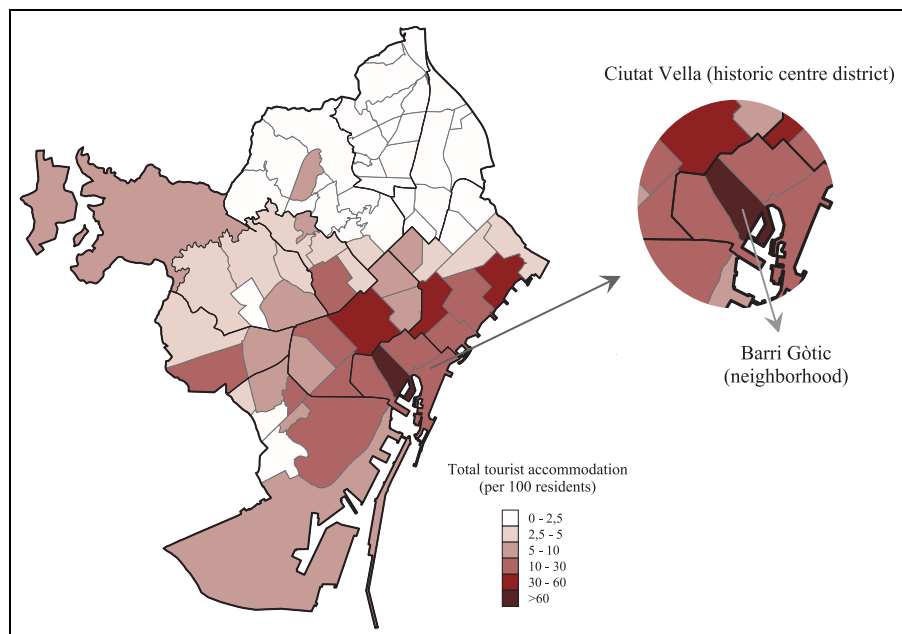 Ciutat Vella (historic centre district)
Barri Gòtic
(neighborhood)
Total tourist accommodation
(per 100 residents)
0 - 2,5
2,5 - 5
5 - 10
10 - 30
30 - 60
>60